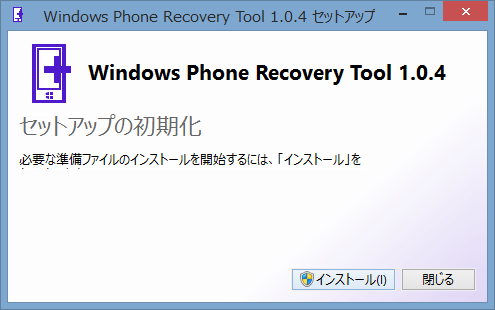 Windows Phone Recovery Tool 1.0.4 セットアップ
Windows Phone Recovery Tool 1.0.4
セットアップの初期化
必要な準備ファイルのインストールを開始するには、「インストール」を
インストール(I)
閉じる